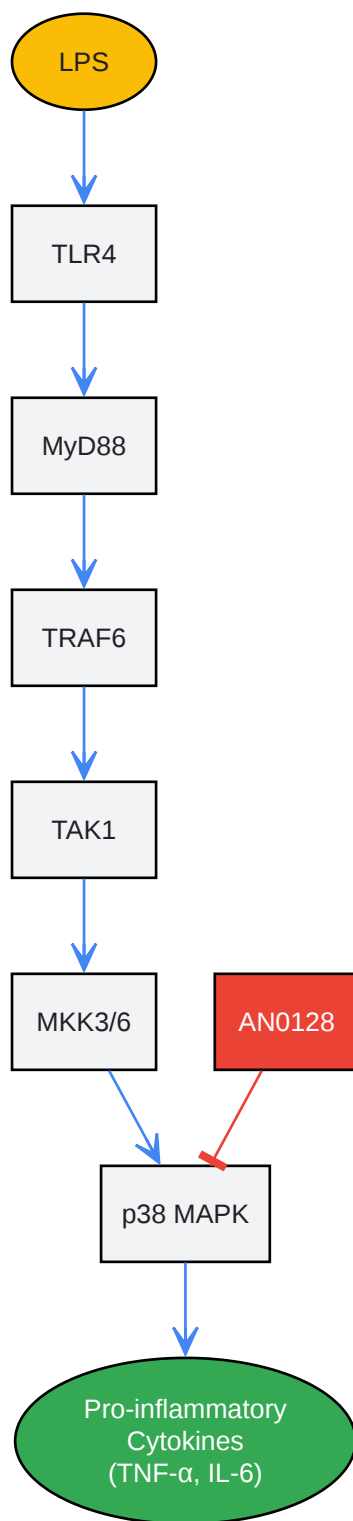 LPS
TLR4
MyD88
TRAF6
TAK1
MKK3/6
AN0128
p38 MAPK
Pro-inflammatory
Cytokines
(TNF-α, IL-6)